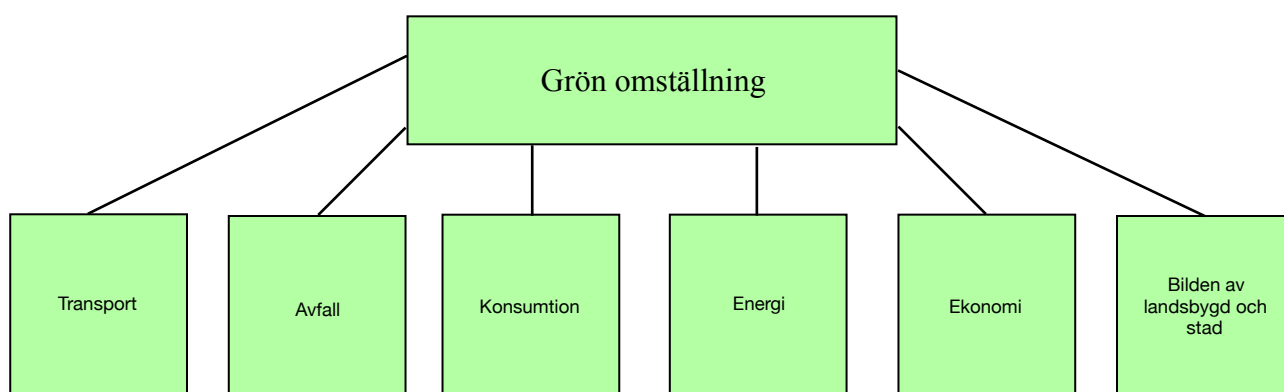 Grön omställning
Transport
Avfall
Konsumtion
Energi
Ekonomi
Bilden av
landsbygd och
stad